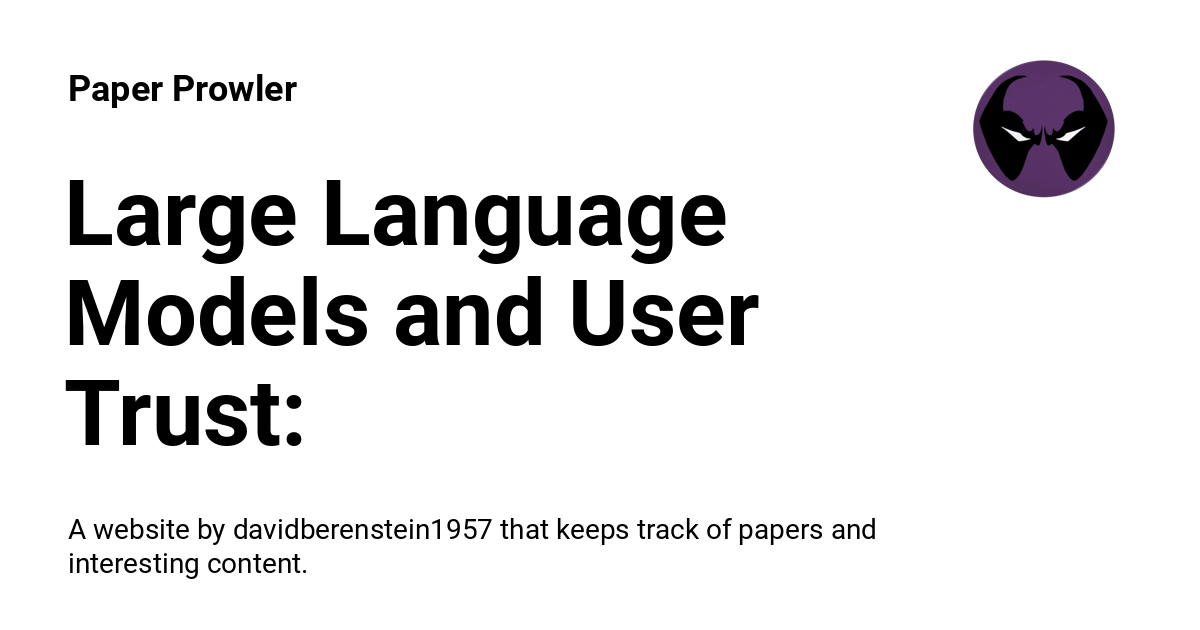 Paper Prowler
Large Language
Models and User
Trust:
A website by davidberenstein1957 that keeps track of papers and
interesting content.